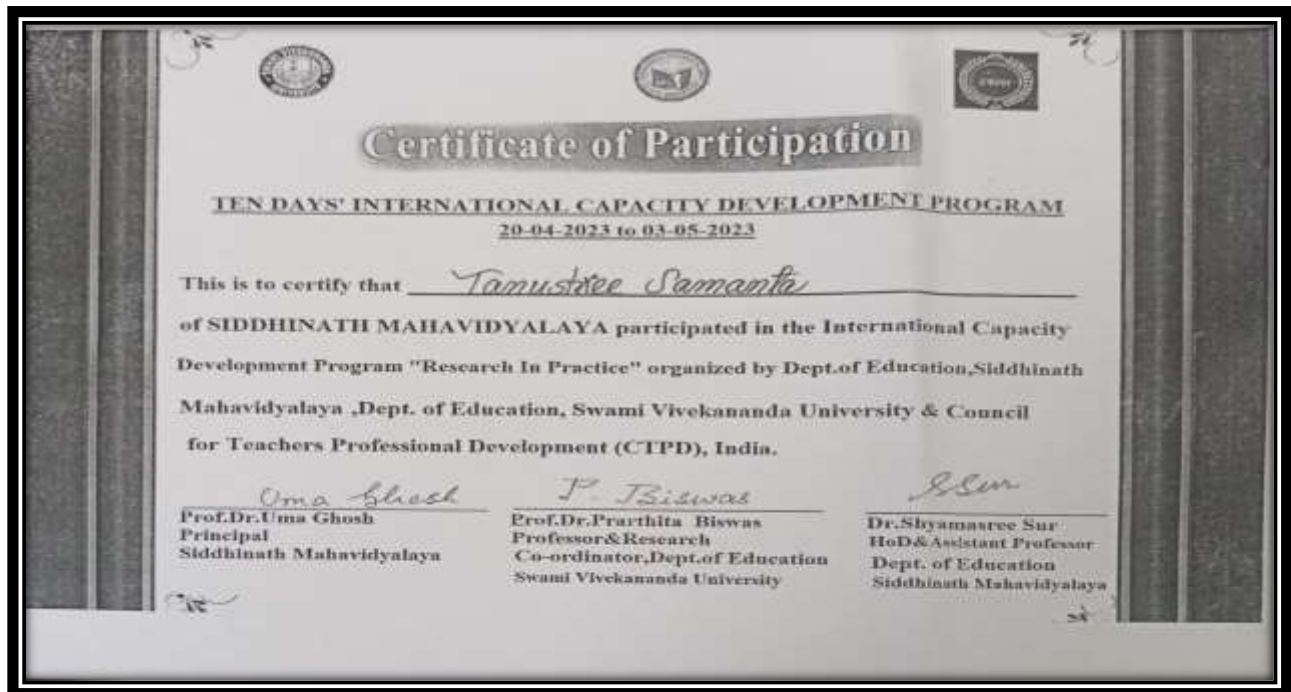 Certificate of Participation
TEN DAYS' INTERNATIONAL CAPACITY DEVELOPMENT PROGRAM
20-04-2023 to 03-05-2023
This is to certify that Tanushree Samanta
of SIDDHINATH MAHAVIDYALAYA participated in the International Capacity
Development Program "Research In Practice" organized by Dept.of Education,Siddhinath
Mahavidyalaya ,Dept. of Education, Swami Vivekananda University & Council
for Teachers Professional Development (CTPD), India.
Uma Ghosh
Prof.Dr.Uma Ghosh
Principal
Siddhinath Mahavidyalaya
P. Biswas
Prof.Dr.Prarthita Biswas
Professor&Research
Co-ordinator,Dept.of Education
Swami Vivekananda University
SSur
Dr.Shyamasree Sur
HoD&Assistant Professor
Dept. of Education
Siddhinath Mahavidyalaya